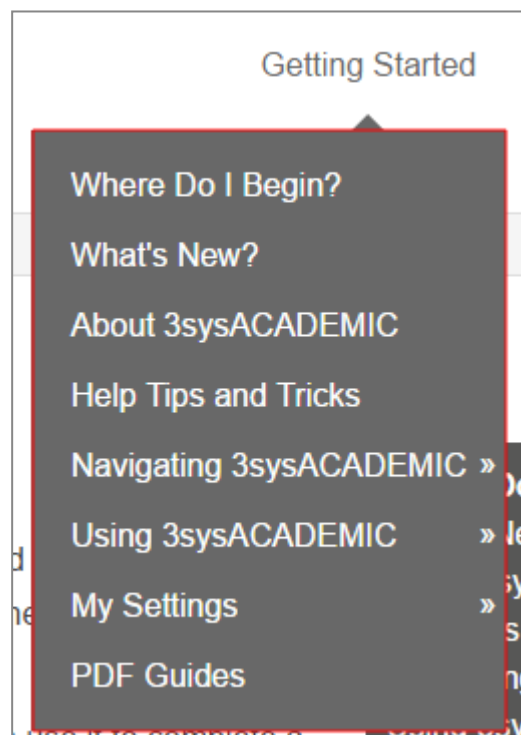 Getting Started
Where Do I Begin?
What's New?
About 3sysACADEMIC
Help Tips and Tricks
Navigating 3sysACADEMIC »
Using 3sysACADEMIC »
My Settings »
PDF Guides